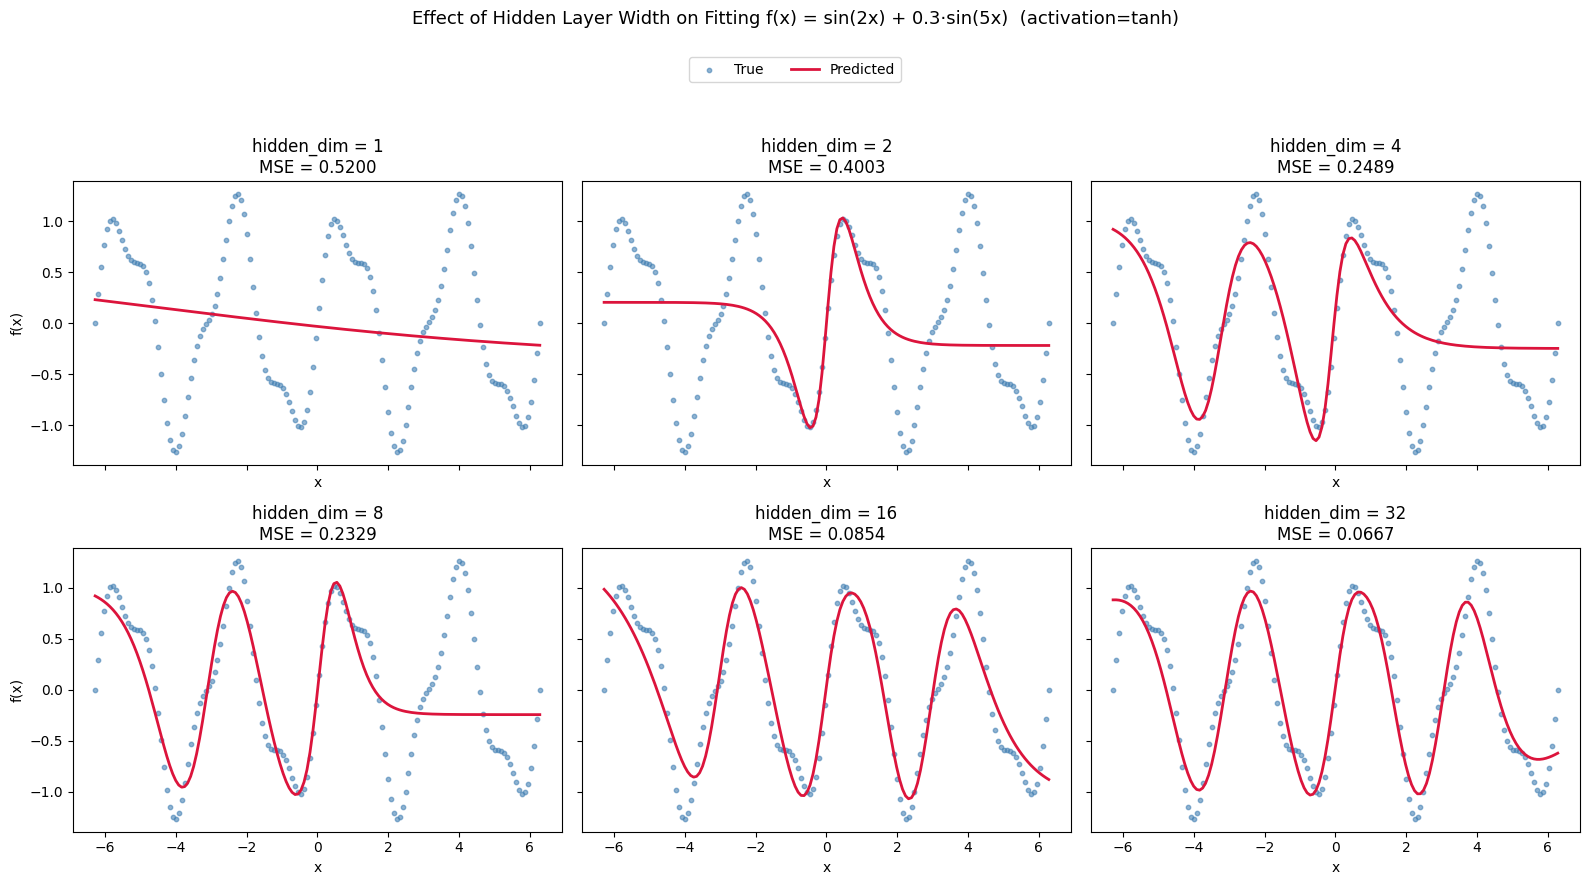 Effect of Hidden Layer Width on Fitting f(x) = sin(2x) + 0.3·sin(5x)  (activation=tanh)
True Predicted
hidden_dim = 1
MSE = 0.5200
hidden_dim = 2
MSE = 0.4003
hidden_dim = 4
MSE = 0.2489
f(x)
1.0
0.5
0.0
−0.5
−1.0
x
x
x
hidden_dim = 8
MSE = 0.2329
hidden_dim = 16
MSE = 0.0854
hidden_dim = 32
MSE = 0.0667
f(x)
1.0
0.5
0.0
−0.5
−1.0
−6 −4 −2 0 2 4 6
x
−6 −4 −2 0 2 4 6
x
−6 −4 −2 0 2 4 6
x